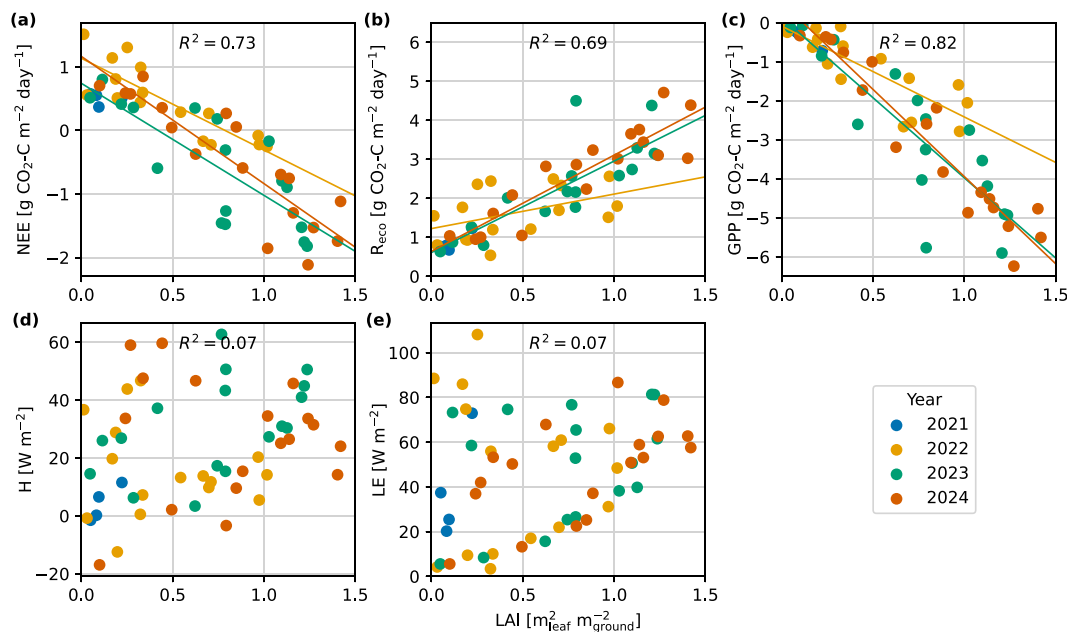 (a)
R² = 0.73
NEE [g CO₂-C m⁻² day⁻¹]
1
0
−1
−2
0.0 0.5 1.0 1.5
(b)
R² = 0.69
R_eco [g CO₂-C m⁻² day⁻¹]
6
5
4
3
2
1
0
0.0 0.5 1.0 1.5
(c)
R² = 0.82
GPP [g CO₂-C m⁻² day⁻¹]
0
−1
−2
−3
−4
−5
−6
0.0 0.5 1.0 1.5
(d)
R² = 0.07
H [W m⁻²]
60
40
20
0
−20
0.0 0.5 1.0 1.5
(e)
R² = 0.07
LE [W m⁻²]
100
80
60
40
20
0
0.0 0.5 1.0 1.5
LAI [m²_leaf m⁻²_ground]
Year
2021
2022
2023
2024